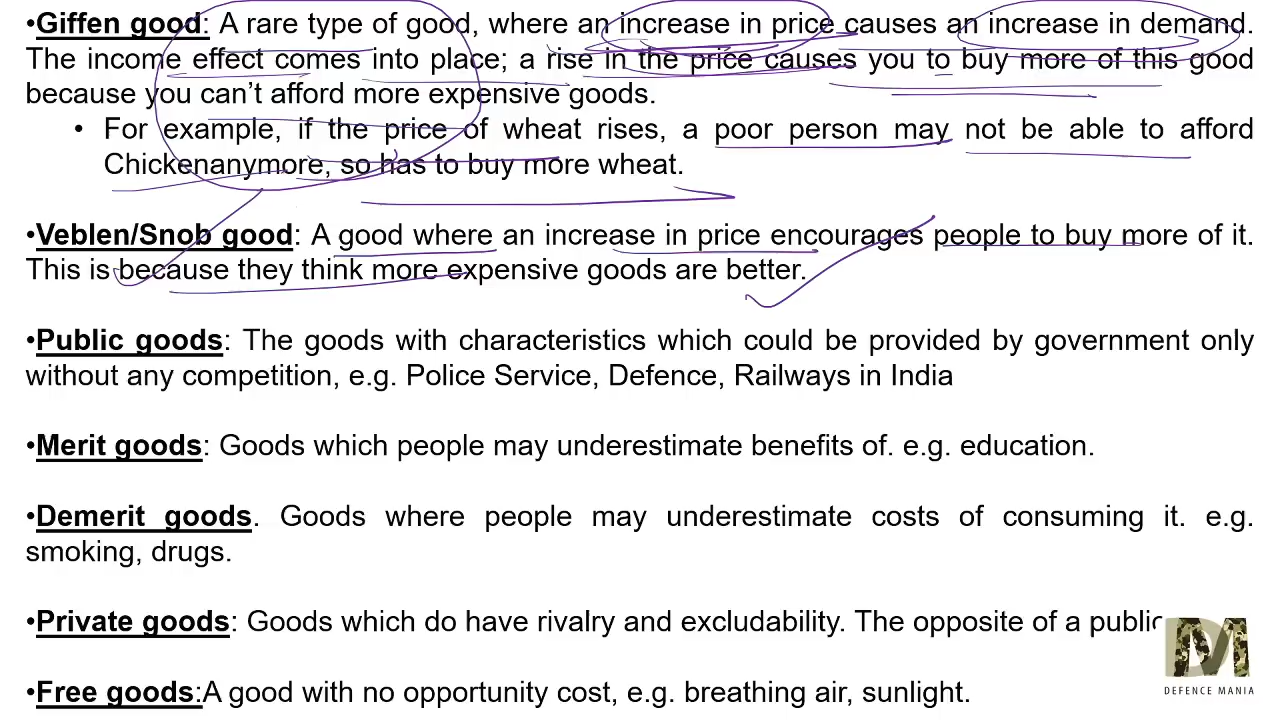 •Giffen good: A rare type of good, where an increase in price causes an increase in demand.
The income effect comes into place; a rise in the price causes you to buy more of this good
because you can't afford more expensive goods.
• For example, if the price of wheat rises, a poor person may not be able to afford
Chickenanymore, so has to buy more wheat.
•Veblen/Snob good: A good where an increase in price encourages people to buy more of it.
This is because they think more expensive goods are better.
•Public goods: The goods with characteristics which could be provided by government only
without any competition, e.g. Police Service, Defence, Railways in India
•Merit goods: Goods which people may underestimate benefits of. e.g. education.
•Demerit goods. Goods where people may underestimate costs of consuming it. e.g.
smoking, drugs.
•Private goods: Goods which do have rivalry and excludability. The opposite of a public
•Free goods:A good with no opportunity cost, e.g. breathing air, sunlight.
DM
DEFENCE MANIA